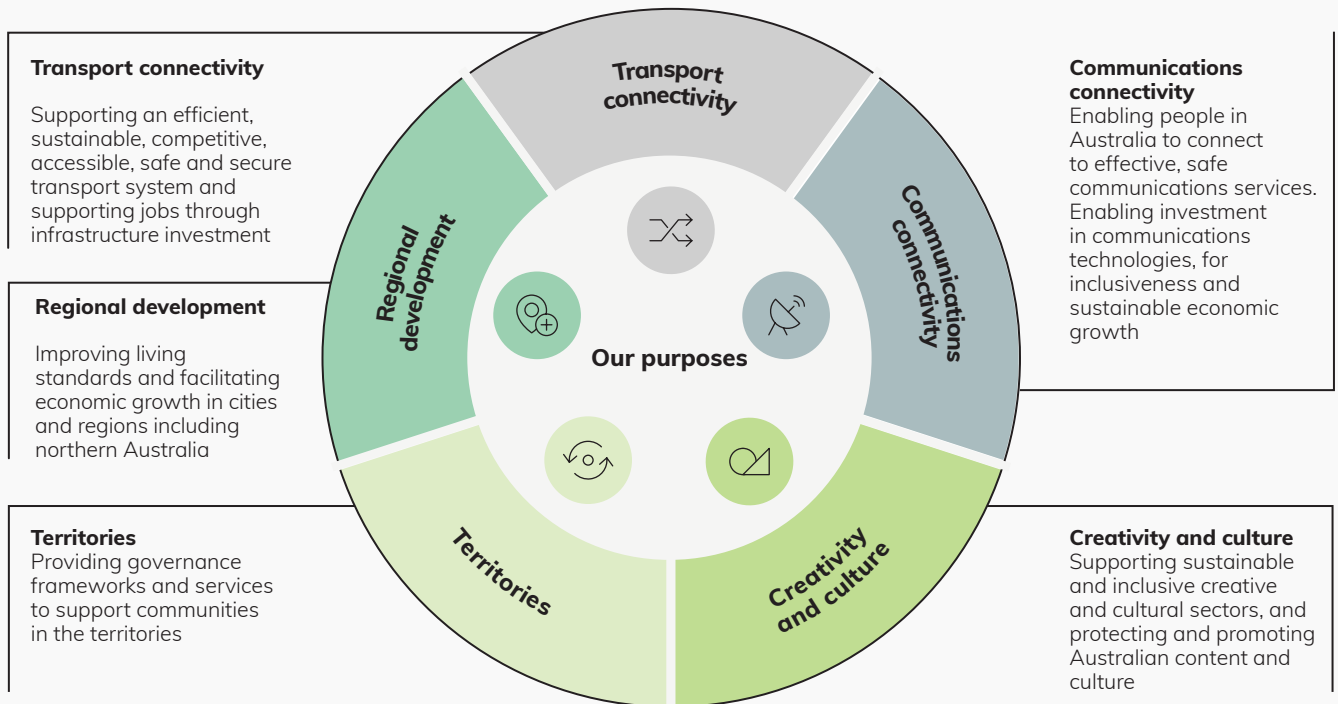 Transport connectivity
Supporting an efficient,
sustainable, competitive,
accessible, safe and secure
transport system and
supporting jobs through
infrastructure investment
Regional development
Improving living
standards and facilitating
economic growth in cities
and regions including
northern Australia
Territories
Providing governance
frameworks and services
to support communities
in the territories
Transport
connectivity
Regional
development
Communications
connectivity
Our purposes
Territories
Creativity
and culture
Communications
connectivity
Enabling people in
Australia to connect
to effective, safe
communications services.
Enabling investment
in communications
technologies, for
inclusiveness and
sustainable economic
growth
Creativity and culture
Supporting sustainable
and inclusive creative
and cultural sectors, and
protecting and promoting
Australian content and
culture